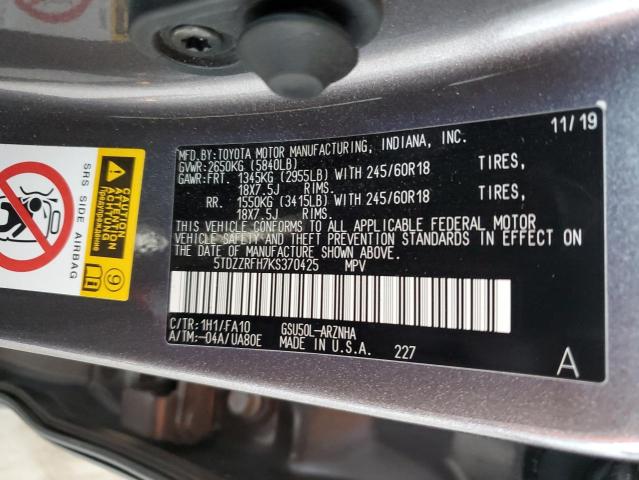 11/19
MFD.BY:TOYOTA MOTOR MANUFACTURING, INDIANA, INC.
GVWR:2650KG (5840LB)
GAWR:FRT. 1345KG (2955LB) WITH 245/60R18 TIRES,
18X7.5J RIMS.
RR. 1550KG (3415LB) WITH 245/60R18 TIRES,
18X7.5J RIMS.
THIS VEHICLE CONFORMS TO ALL APPLICABLE FEDERAL MOTOR
VEHICLE SAFETY AND THEFT PREVENTION STANDARDS IN EFFECT ON
THE DATE OF MANUFACTURE SHOWN ABOVE.
5TDZZRFH7KS370425 MPV
C/TR:1H1/FA10 GSU50L-ARZNHA
A/TM:-04A/UA80E MADE IN U.S.A. 227
A
SRS SIDE AIRBAG
CAUTION
ATTENTION
ACHTUNG
9